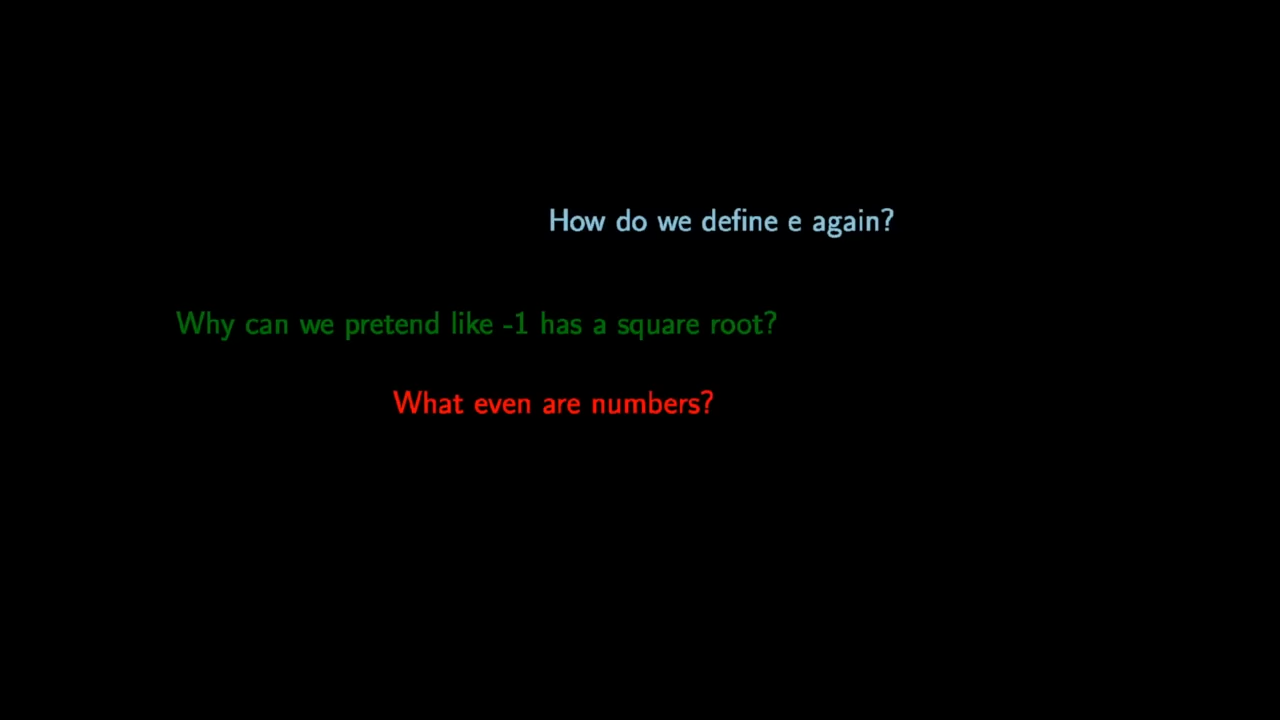 How do we define e again?
Why can we pretend like -1 has a square root?
What even are numbers?